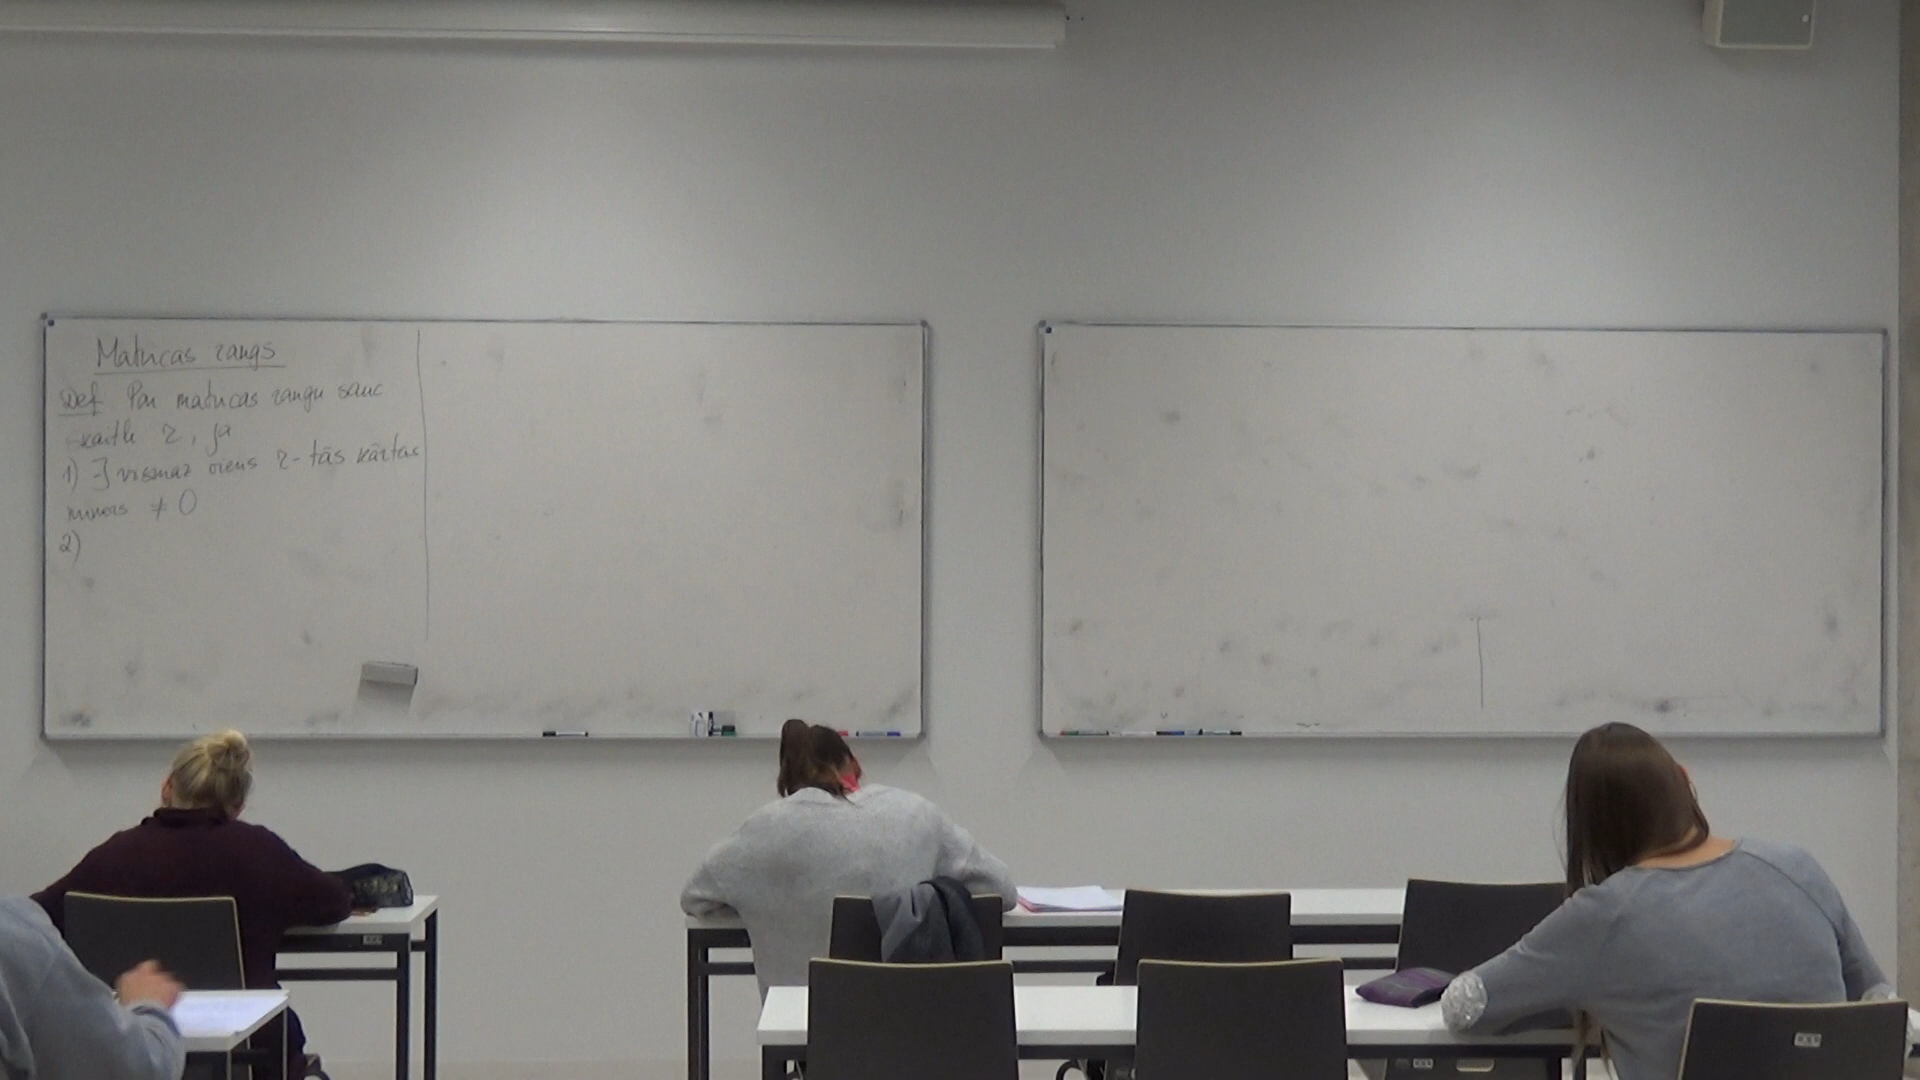 Matricas rangs
Def Par matricas rangu sauc
skaitli r, ja
1) ∃ vismaz viens r-tās kārtas
minors ≠ 0
2)